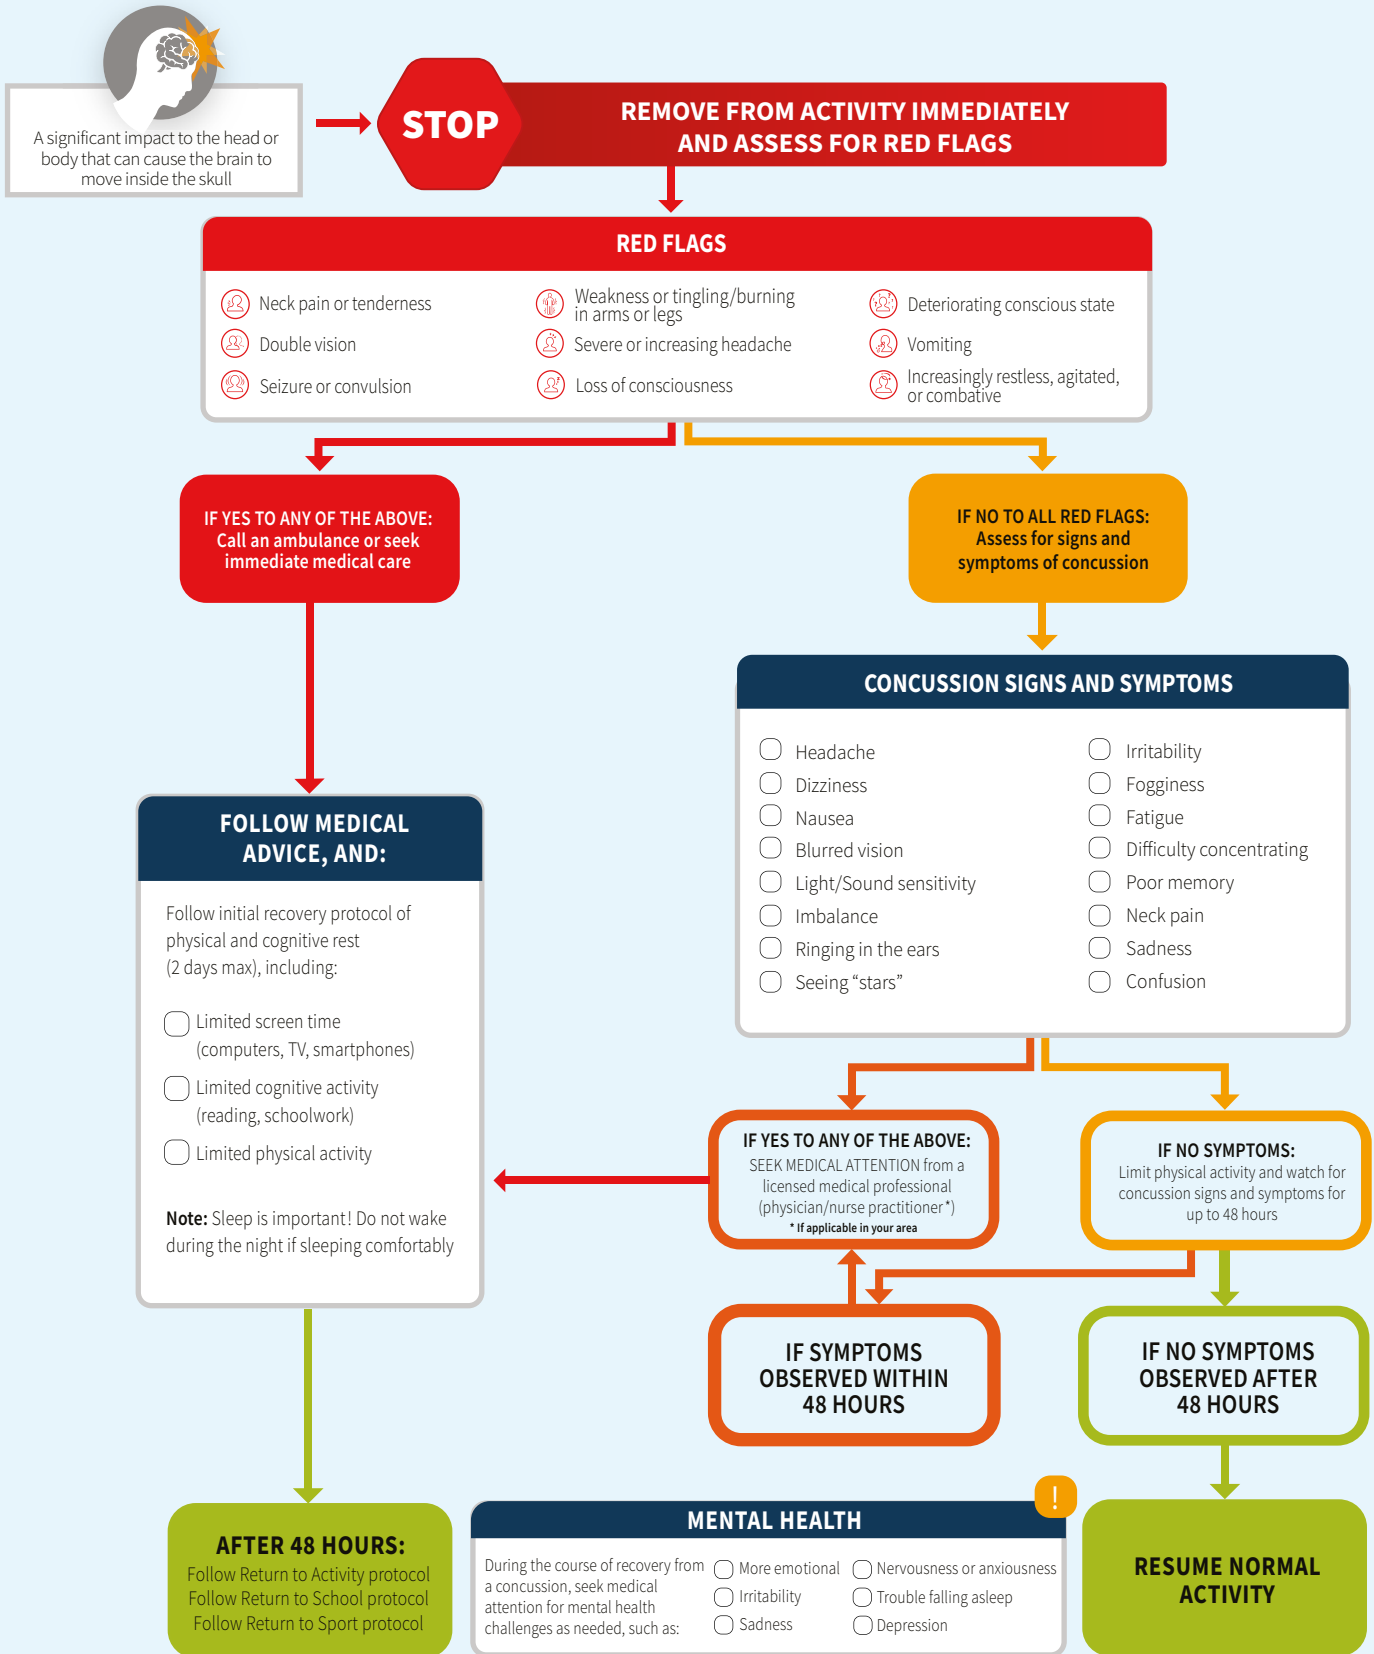 A significant impact to the head or
body that can cause the brain to
move inside the skull
STOP
REMOVE FROM ACTIVITY IMMEDIATELY
AND ASSESS FOR RED FLAGS
RED FLAGS
Neck pain or tenderness
Double vision
Seizure or convulsion
Weakness or tingling/burning
in arms or legs
Severe or increasing headache
Loss of consciousness
Deteriorating conscious state
Vomiting
Increasingly restless, agitated,
or combative
IF YES TO ANY OF THE ABOVE:
Call an ambulance or seek
immediate medical care
IF NO TO ALL RED FLAGS:
Assess for signs and
symptoms of concussion
CONCUSSION SIGNS AND SYMPTOMS
Headache
Dizziness
Nausea
Blurred vision
Light/Sound sensitivity
Imbalance
Ringing in the ears
Seeing “stars”
Irritability
Fogginess
Fatigue
Difficulty concentrating
Poor memory
Neck pain
Sadness
Confusion
FOLLOW MEDICAL
ADVICE, AND:
Follow initial recovery protocol of
physical and cognitive rest
(2 days max), including:
Limited screen time
(computers, TV, smartphones)
Limited cognitive activity
(reading, schoolwork)
Limited physical activity
Note: Sleep is important! Do not wake
during the night if sleeping comfortably
IF YES TO ANY OF THE ABOVE:
SEEK MEDICAL ATTENTION from a
licensed medical professional
(physician/nurse practitioner*)
* If applicable in your area
IF NO SYMPTOMS:
Limit physical activity and watch for
concussion signs and symptoms for
up to 48 hours
IF SYMPTOMS
OBSERVED WITHIN
48 HOURS
IF NO SYMPTOMS
OBSERVED AFTER
48 HOURS
AFTER 48 HOURS:
Follow Return to Activity protocol
Follow Return to School protocol
Follow Return to Sport protocol
!
MENTAL HEALTH
During the course of recovery from
a concussion, seek medical
attention for mental health
challenges as needed, such as:
More emotional
Irritability
Sadness
Nervousness or anxiousness
Trouble falling asleep
Depression
RESUME NORMAL
ACTIVITY